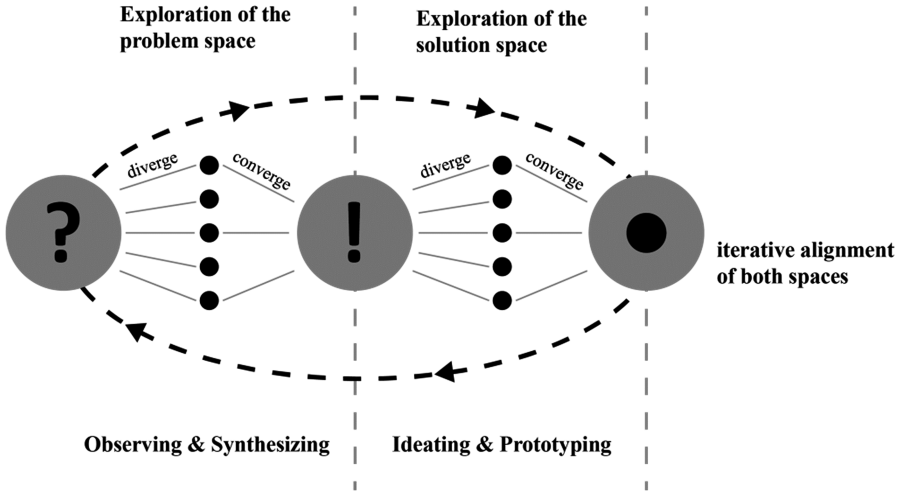 Exploration of the
problem space
Exploration of the
solution space
diverge
converge
diverge
converge
?
!
iterative alignment
of both spaces
Observing & Synthesizing
Ideating & Prototyping